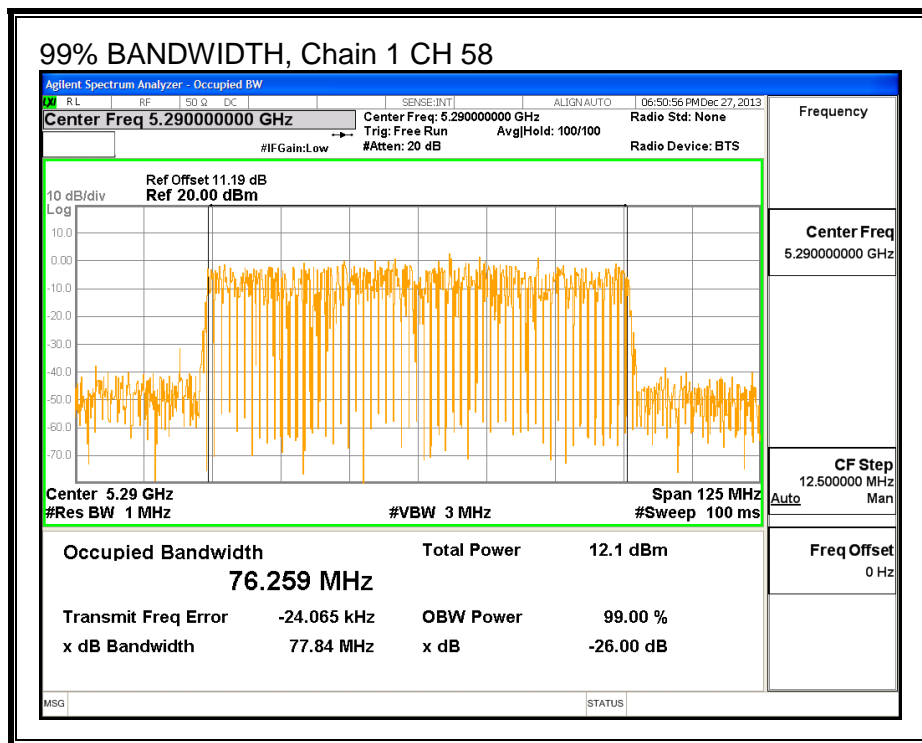 99% BANDWIDTH, Chain 1 CH 58
Agilent Spectrum Analyzer - Occupied BW
LXI RL RF 50 Ω DC SENSE:INT ALIGN AUTO 06:50:56 PM Dec 27, 2013
Center Freq 5.290000000 GHz
Center Freq: 5.290000000 GHz
Radio Std: None
Trig: Free Run Avg|Hold: 100/100
#IFGain:Low #Atten: 20 dB Radio Device: BTS
Ref Offset 11.19 dB
10 dB/div Ref 20.00 dBm
Log
10.0
0.00
-10.0
-20.0
-30.0
-40.0
-50.0
-60.0
-70.0
Center 5.29 GHz Span 125 MHz
#Res BW 1 MHz #VBW 3 MHz #Sweep 100 ms
Occupied Bandwidth Total Power 12.1 dBm
76.259 MHz
Transmit Freq Error -24.065 kHz OBW Power 99.00 %
x dB Bandwidth 77.84 MHz x dB -26.00 dB
MSG STATUS
Frequency
Center Freq
5.290000000 GHz
CF Step
12.500000 MHz
Auto Man
Freq Offset
0 Hz